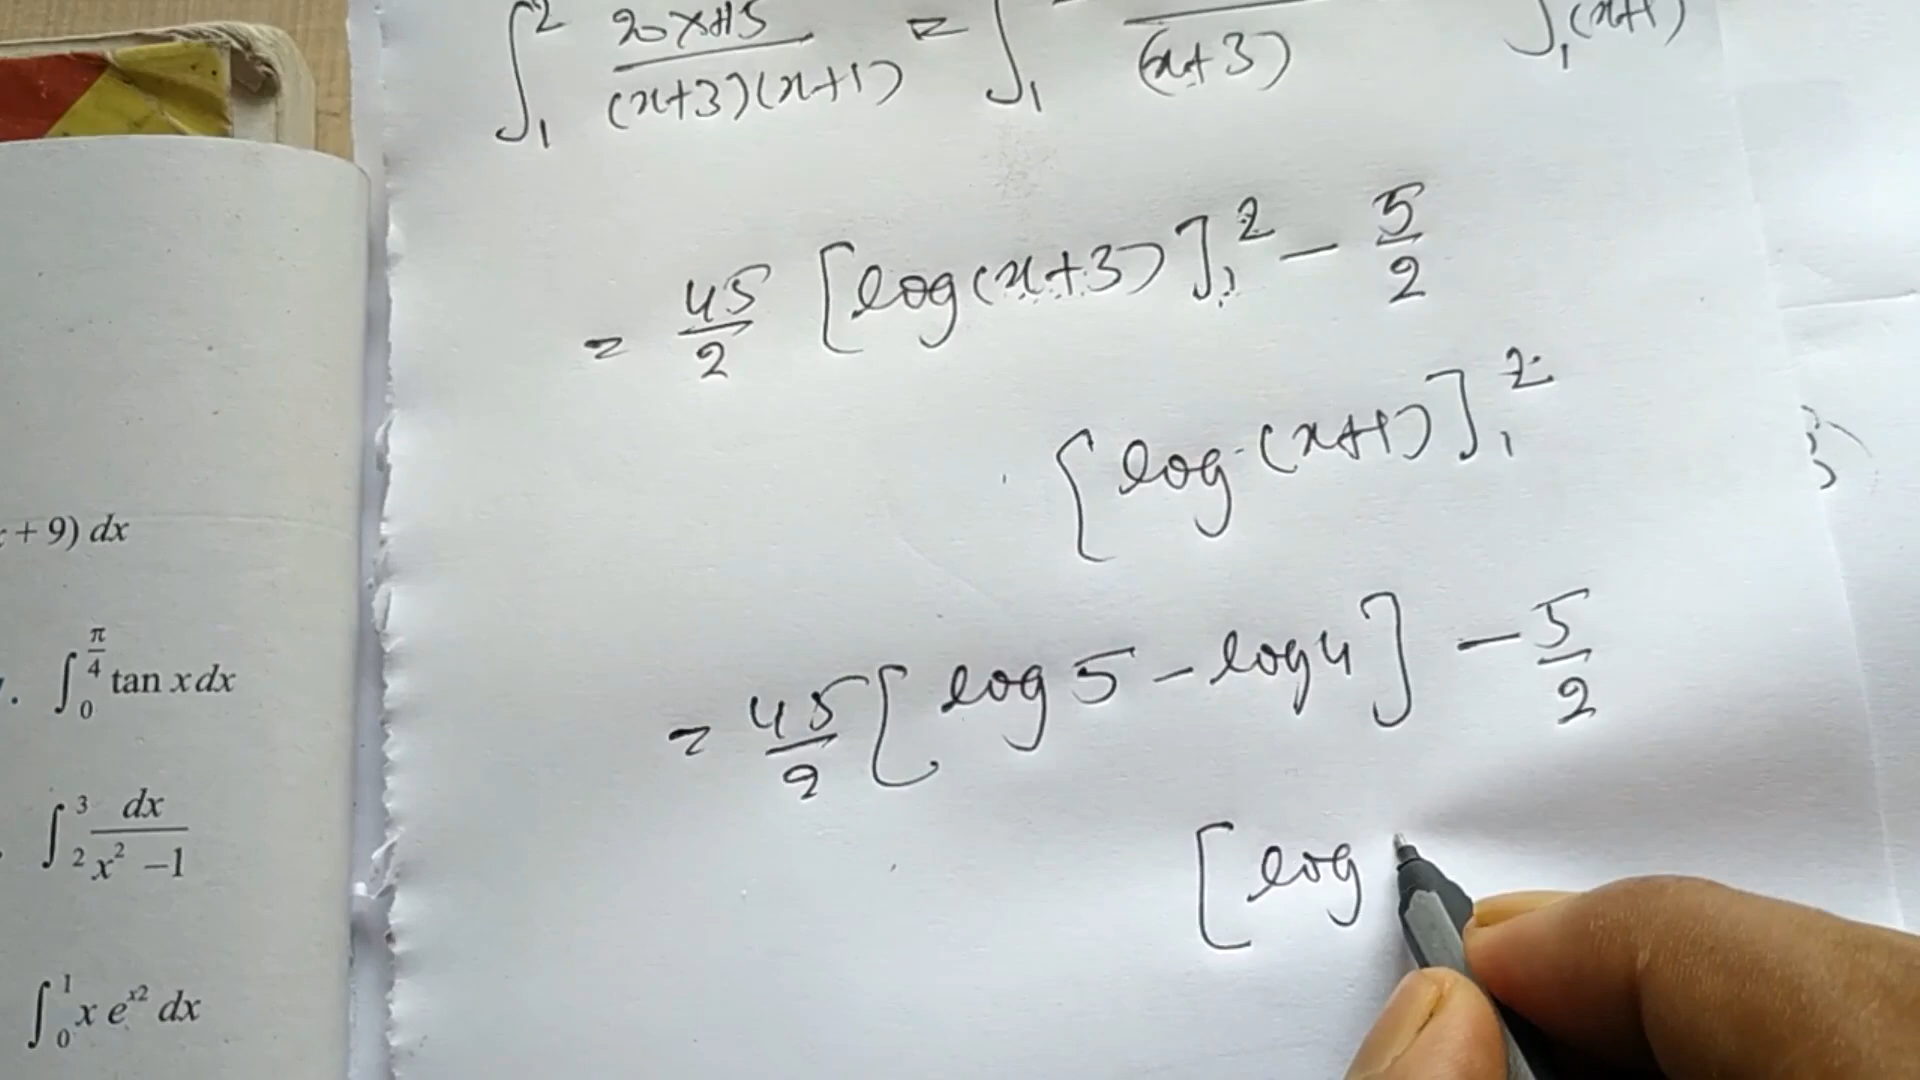 ∫₁² 20x+15 / (x+3)(x+1) = ∫₁ / (x+3) ∫₁ (x+1)
= 45/2 [log(x+3)]₁² - 5/2
[log (x+1)]₁²
= 45/2 [log 5 - log 4] - 5/2
[log
+ 9) dx
. ∫₀^(π/4) tan x dx
∫₂³ dx / x² –1
∫₀¹ x e^x2 dx